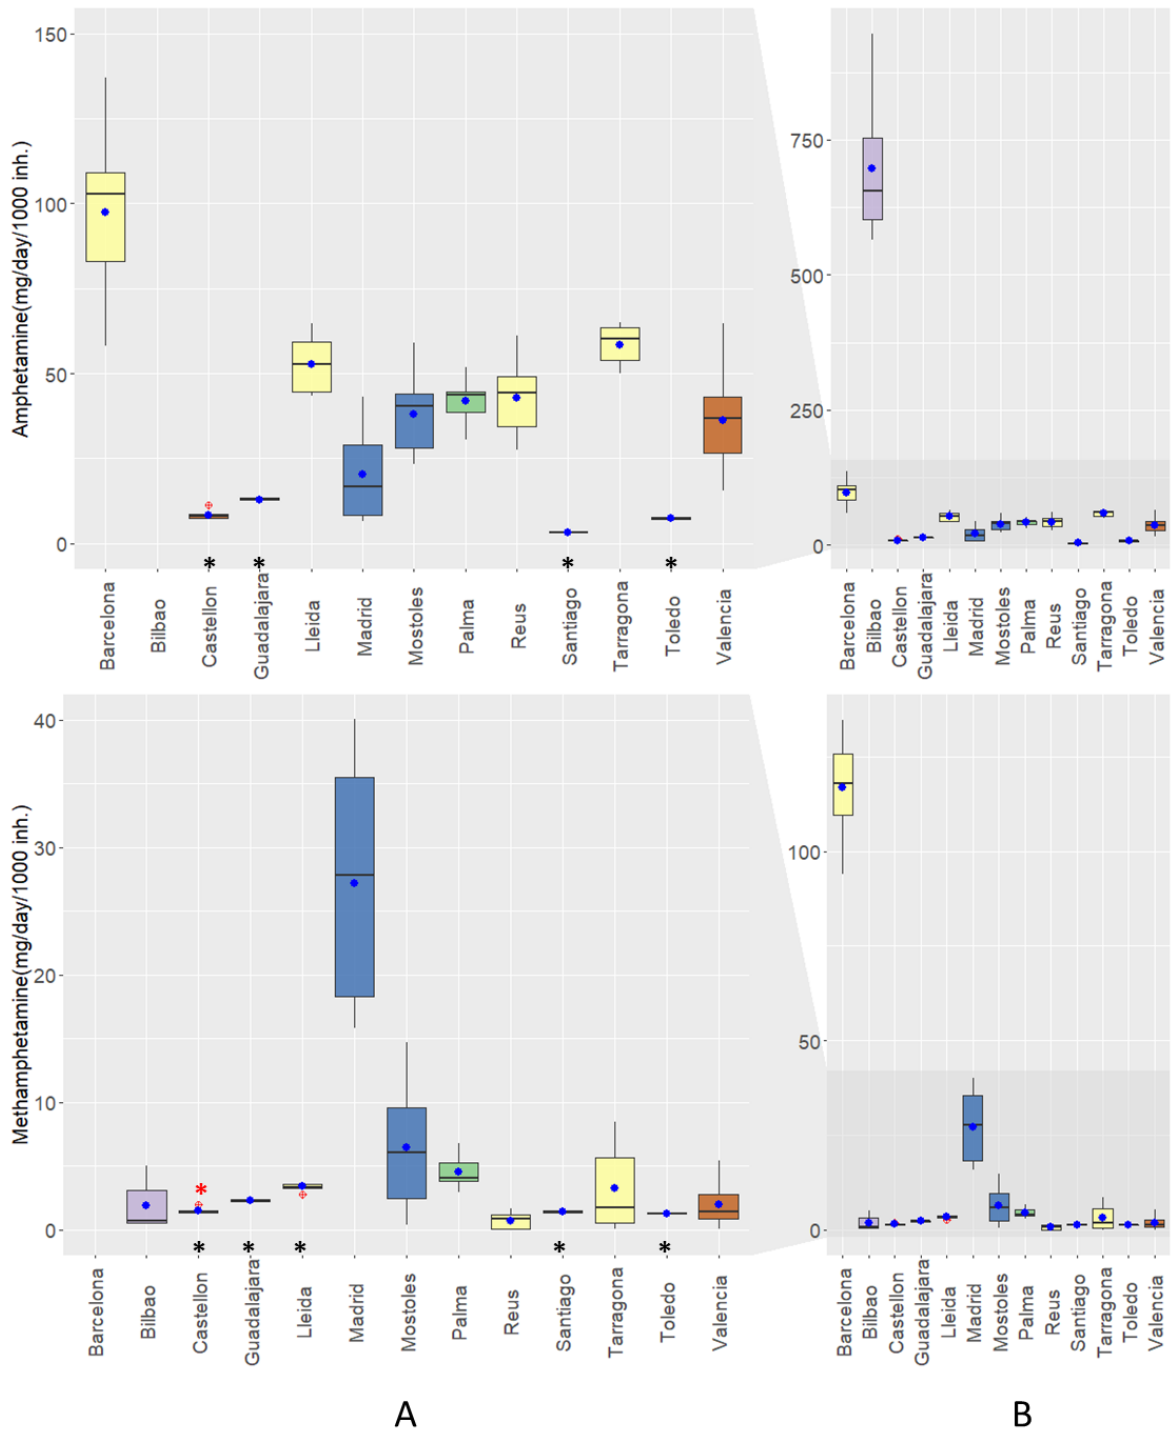 Amphetamine(mg/day/1000 inh.)
150
100
50
0
* * * *
Barcelona
Bilbao
Castellon
Guadalajara
Lleida
Madrid
Mostoles
Palma
Reus
Santiago
Tarragona
Toledo
Valencia
750
500
250
0
Barcelona
Bilbao
Castellon
Guadalajara
Lleida
Madrid
Mostoles
Palma
Reus
Santiago
Tarragona
Toledo
Valencia
Methamphetamine(mg/day/1000 inh.)
40
30
20
10
0
*
* * * * *
Barcelona
Bilbao
Castellon
Guadalajara
Lleida
Madrid
Mostoles
Palma
Reus
Santiago
Tarragona
Toledo
Valencia
100
50
0
Barcelona
Bilbao
Castellon
Guadalajara
Lleida
Madrid
Mostoles
Palma
Reus
Santiago
Tarragona
Toledo
Valencia
A
B